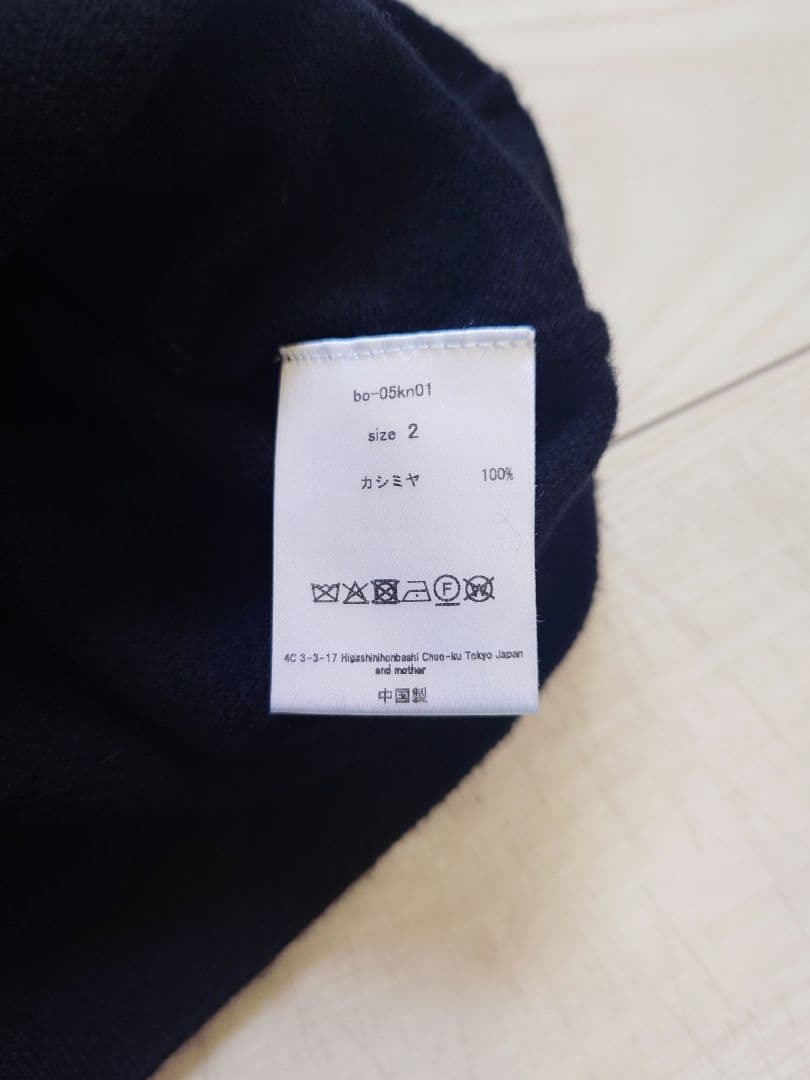 bo-05kn01
size 2
カシミヤ 100%
F W
4C 3-3-17 Higashinihonbashi Chuo-ku Tokyo Japan
and mother
中国製